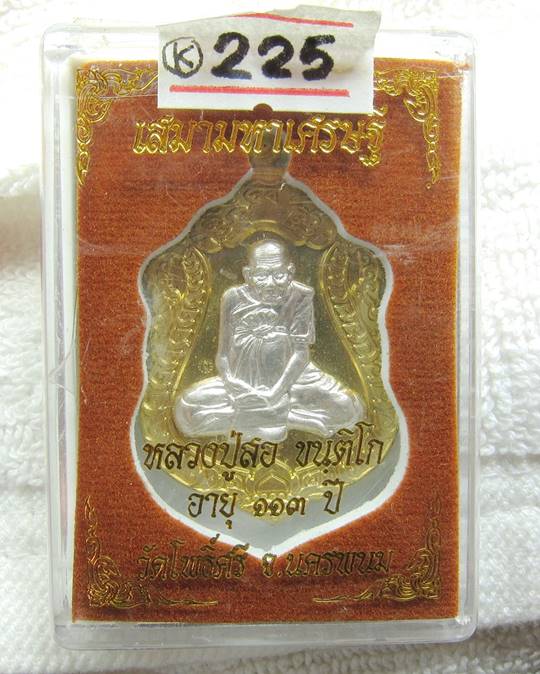 Ⓚ 225
เสมามหาเศรษฐี
หลวงปู่สอ ขนฺติโก
อายุ ๑๑๓ ปี
วัดโพธิ์ศรี จ.นครพนม